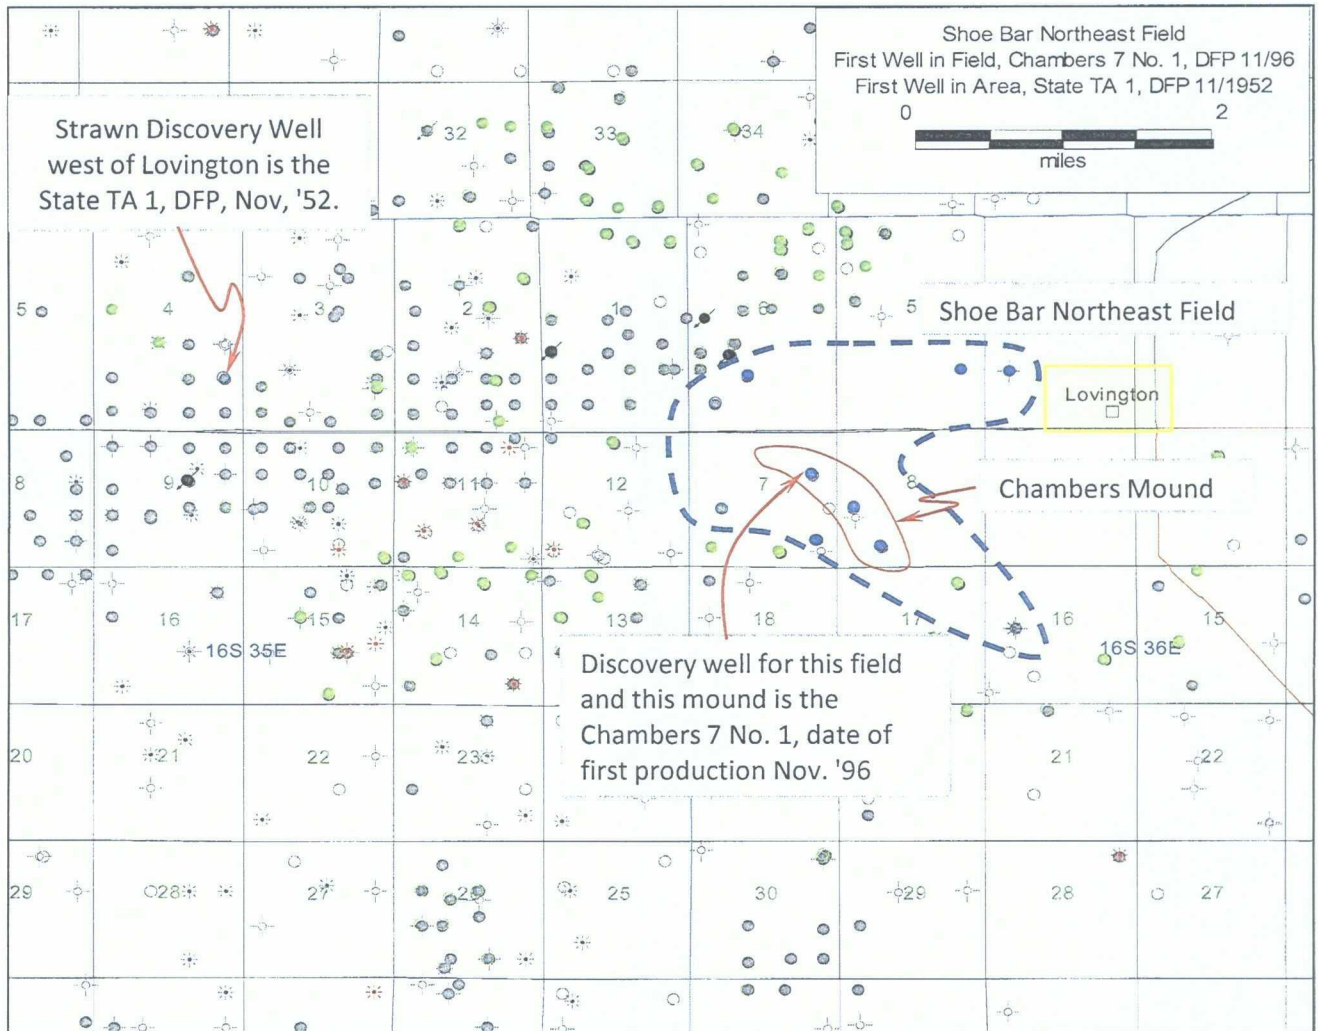 Shoe Bar Northeast Field
First Well in Field, Chambers 7 No. 1, DFP 11/96
First Well in Area, State TA 1, DFP 11/1952
0 2
miles
Strawn Discovery Well
west of Lovington is the
State TA 1, DFP, Nov, '52.
32 33 34
5 4 3 2 1 6 5
Shoe Bar Northeast Field
Lovington
8 9 10 11 12 7 8
Chambers Mound
17 16 15 14 13 18 17 16 15
16S 35E 16S 36E
Discovery well for this field
and this mound is the
Chambers 7 No. 1, date of
first production Nov. '96
20 21 22 23 21 22
29 28 27 25 30 29 28 27